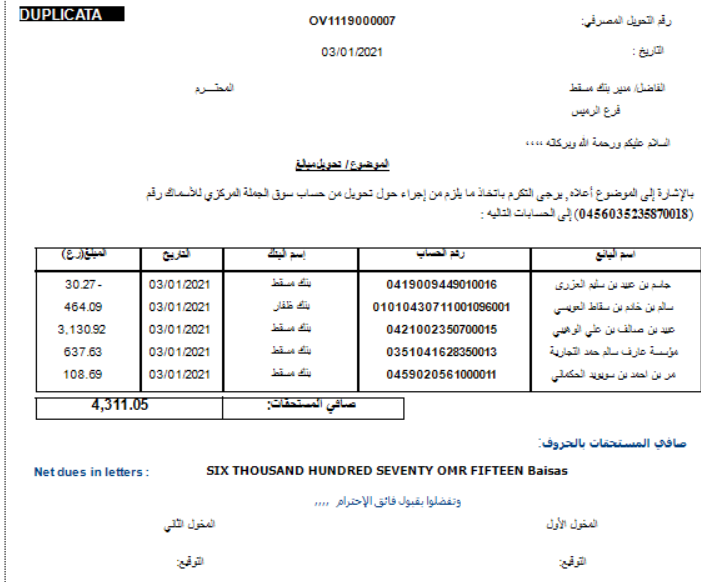 DUPLICATA
رقم التحويل المصرفي: OV1119000007
التاريخ : 03/01/2021
الفاضل/ مدير بنك مسقط المحتـــرم
فرع الرميس
السلام عليكم ورحمة الله وبركاته ،،،،
الموضوع/ تحويل مبالغ
بالإشارة إلى الموضوع أعلاه, يرجى التكرم باتخاذ ما يلزم من إجراء حول تحويل من حساب سوق الجملة المركزي للأسماك رقم
(0456035235870018) إلى الحسابات التالية :
اسم البائع رقم الحساب إسم البنك التاريخ المبلغ(ر.ع)
جاسم بن عبيد بن سليم العزرى 0419009449010016 بنك مسقط 03/01/2021 30.27-
سالم بن خادم بن سقاط العويسي 01010430711001096001 بنك ظفار 03/01/2021 464.09
عبيد بن صالف بن علي الوهيبي 0421002350700015 بنك مسقط 03/01/2021 3,130.92
مؤسسة عارف سالم حمد التجارية 0351041628350013 بنك مسقط 03/01/2021 637.63
مر بن احمد بن سويويد الحكماني 0459020561000011 بنك مسقط 03/01/2021 108.69
صافي المستحقات: 4,311.05
صافي المستحقات بالحروف:
Net dues in letters : SIX THOUSAND HUNDRED SEVENTY OMR FIFTEEN Baisas
وتفضلوا بقبول فائق الإحترام ,,,,
المخول الأول المخول الثاني
التوقيع: التوقيع: